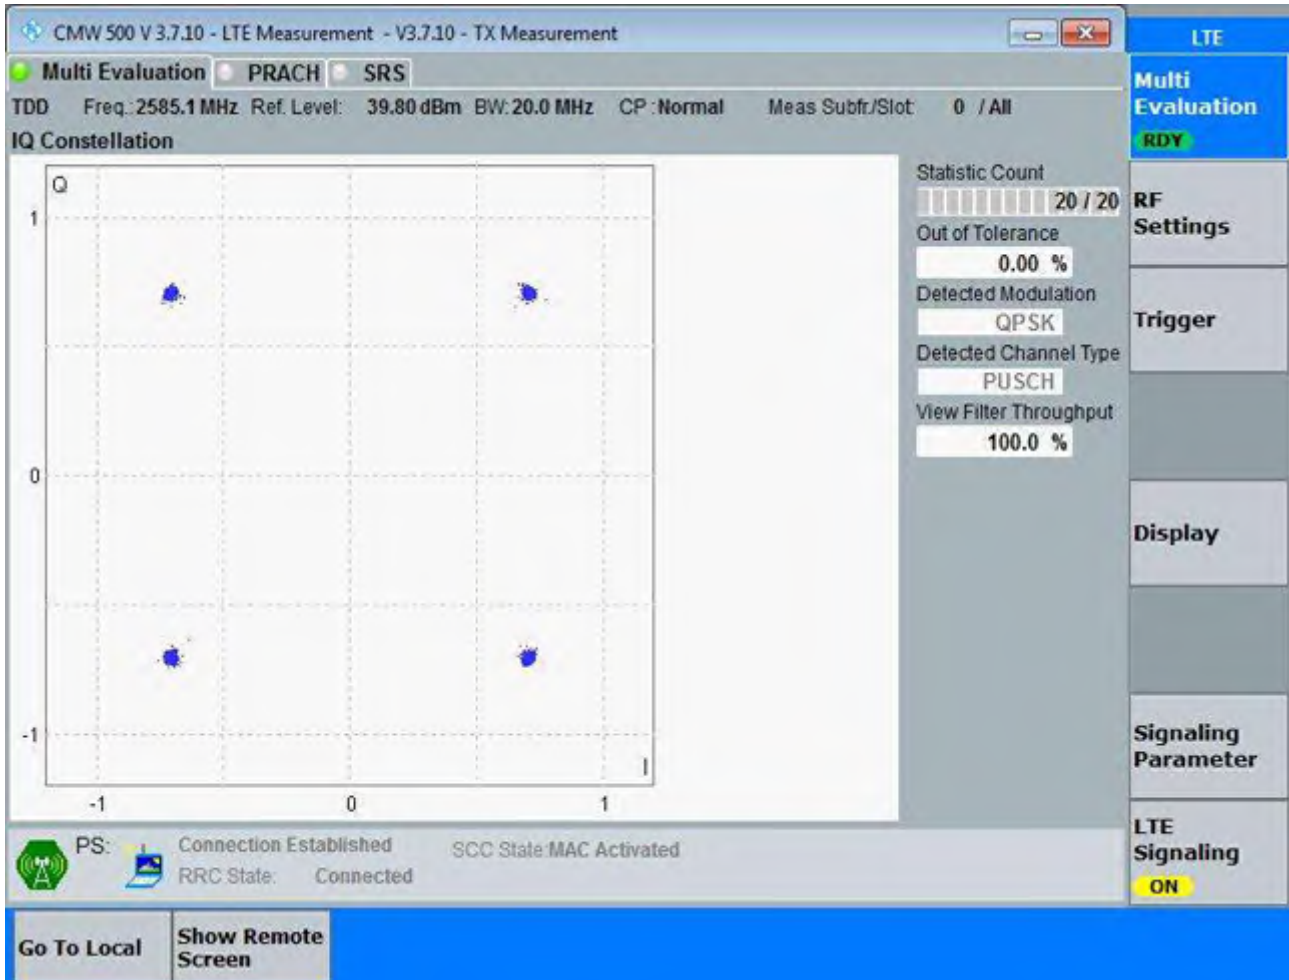 CMW 500 V 3.7.10 - LTE Measurement - V3.7.10 - TX Measurement
Multi Evaluation PRACH SRS
TDD Freq.:2585.1 MHz Ref. Level: 39.80 dBm BW:20.0 MHz CP :Normal Meas Subfr./Slot: 0 / All
IQ Constellation
Q
1
0
-1
I
-1 0 1
Statistic Count
20 / 20
Out of Tolerance
0.00 %
Detected Modulation
QPSK
Detected Channel Type
PUSCH
View Filter Throughput
100.0 %
PS: Connection Established SCC State:MAC Activated
RRC State: Connected
LTE
Multi
Evaluation
RDY
RF
Settings
Trigger
Display
Signaling
Parameter
LTE
Signaling
ON
Go To Local
Show Remote
Screen